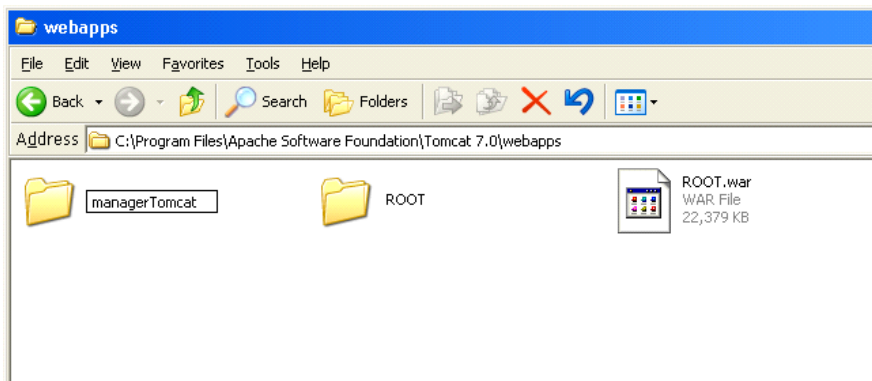 webapps
File Edit View Favorites Tools Help
Back Search Folders
Address C:\Program Files\Apache Software Foundation\Tomcat 7.0\webapps
managerTomcat
ROOT
ROOT.war
WAR File
22,379 KB